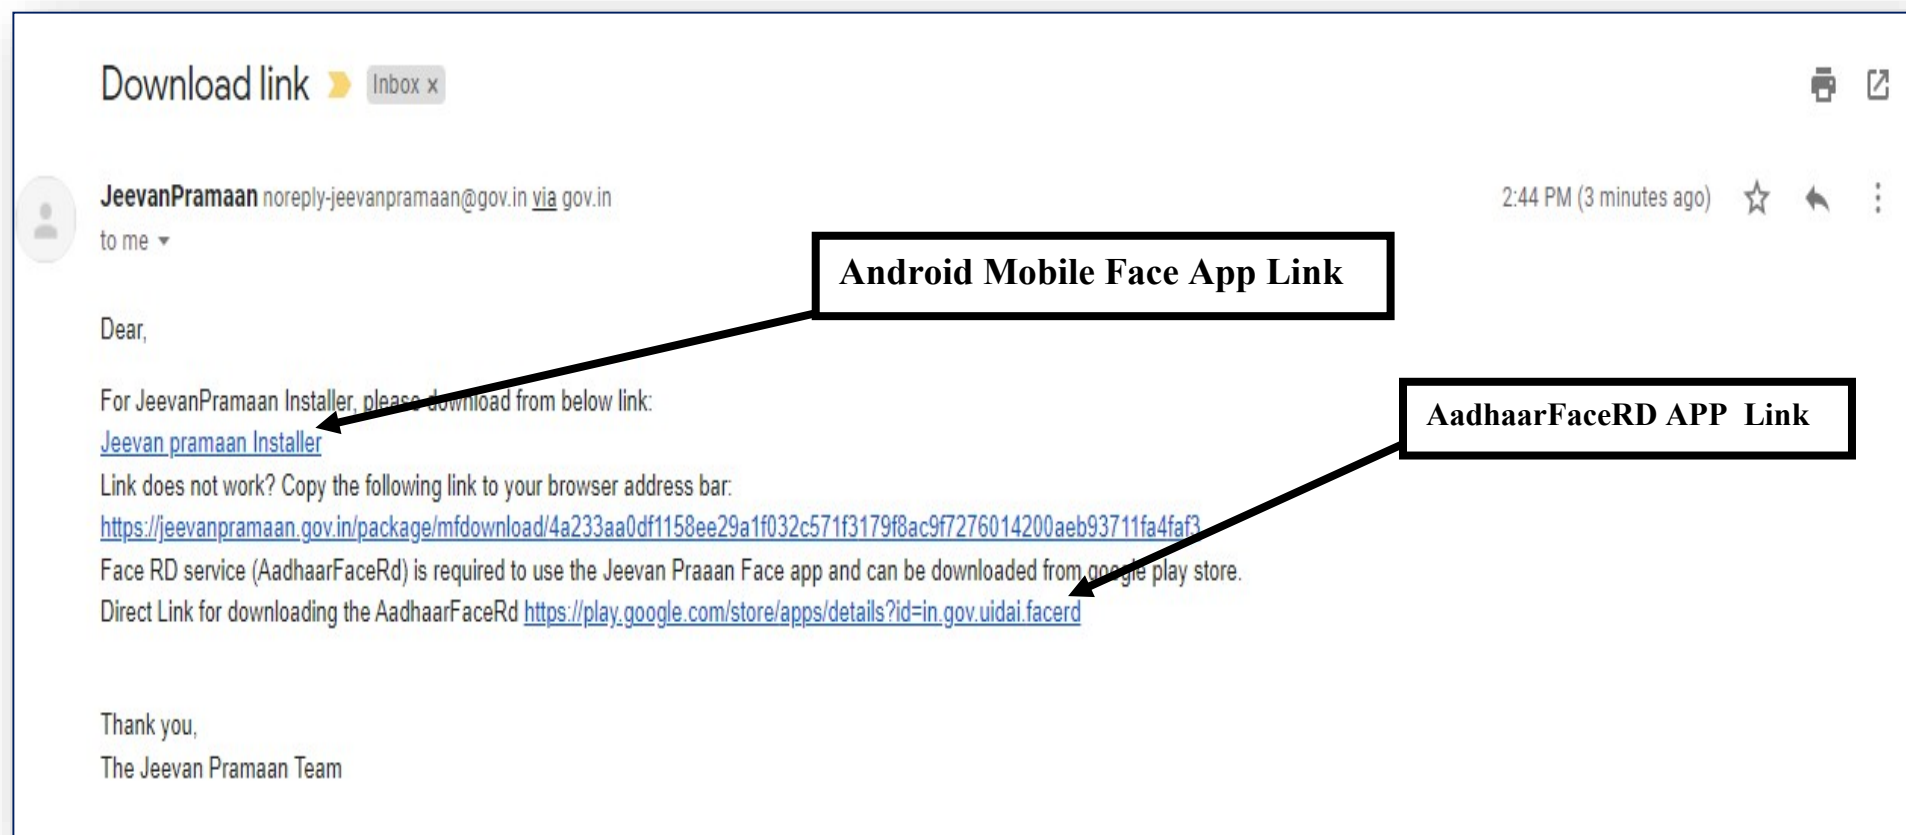 Download link Inbox x
JeevanPramaan noreply-jeevanpramaan@gov.in via gov.in 2:44 PM (3 minutes ago)
to me
Android Mobile Face App Link
Dear,
For JeevanPramaan Installer, please download from below link:
AadhaarFaceRD APP Link
Jeevan pramaan Installer
Link does not work? Copy the following link to your browser address bar:
https://jeevanpramaan.gov.in/package/mfdownload/4a233aa0df1158ee29a1f032c571f3179f8ac9f7276014200aeb93711fa4faf3
Face RD service (AadhaarFaceRd) is required to use the Jeevan Praaan Face app and can be downloaded from google play store.
Direct Link for downloading the AadhaarFaceRd https://play.google.com/store/apps/details?id=in.gov.uidai.facerd
Thank you,
The Jeevan Pramaan Team